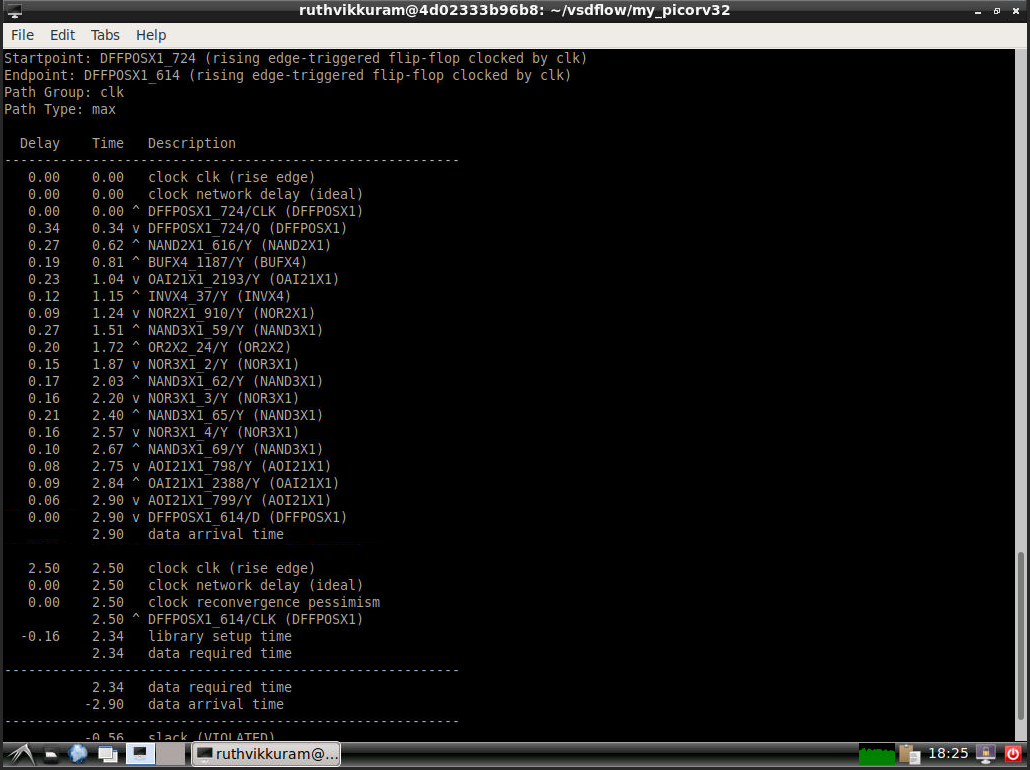 ruthvikkuram@4d02333b96b8: ~/vsdflow/my_picorv32
File Edit Tabs Help
Startpoint: DFFPOSX1_724 (rising edge-triggered flip-flop clocked by clk)
Endpoint: DFFPOSX1_614 (rising edge-triggered flip-flop clocked by clk)
Path Group: clk
Path Type: max
  Delay    Time   Description
---------------------------------------------------------
   0.00    0.00   clock clk (rise edge)
   0.00    0.00   clock network delay (ideal)
   0.00    0.00 ^ DFFPOSX1_724/CLK (DFFPOSX1)
   0.34    0.34 v DFFPOSX1_724/Q (DFFPOSX1)
   0.27    0.62 ^ NAND2X1_616/Y (NAND2X1)
   0.19    0.81 ^ BUFX4_1187/Y (BUFX4)
   0.23    1.04 v OAI21X1_2193/Y (OAI21X1)
   0.12    1.15 ^ INVX4_37/Y (INVX4)
   0.09    1.24 v NOR2X1_910/Y (NOR2X1)
   0.27    1.51 ^ NAND3X1_59/Y (NAND3X1)
   0.20    1.72 ^ OR2X2_24/Y (OR2X2)
   0.15    1.87 v NOR3X1_2/Y (NOR3X1)
   0.17    2.03 ^ NAND3X1_62/Y (NAND3X1)
   0.16    2.20 v NOR3X1_3/Y (NOR3X1)
   0.21    2.40 ^ NAND3X1_65/Y (NAND3X1)
   0.16    2.57 v NOR3X1_4/Y (NOR3X1)
   0.10    2.67 ^ NAND3X1_69/Y (NAND3X1)
   0.08    2.75 v AOI21X1_798/Y (AOI21X1)
   0.09    2.84 ^ OAI21X1_2388/Y (OAI21X1)
   0.06    2.90 v AOI21X1_799/Y (AOI21X1)
   0.00    2.90 v DFFPOSX1_614/D (DFFPOSX1)
           2.90   data arrival time
   2.50    2.50   clock clk (rise edge)
   0.00    2.50   clock network delay (ideal)
   0.00    2.50   clock reconvergence pessimism
           2.50 ^ DFFPOSX1_614/CLK (DFFPOSX1)
  -0.16    2.34   library setup time
           2.34   data required time
---------------------------------------------------------
           2.34   data required time
          -2.90   data arrival time
---------------------------------------------------------
          -0.56   slack (VIOLATED)
ruthvikkuram@... 18:25